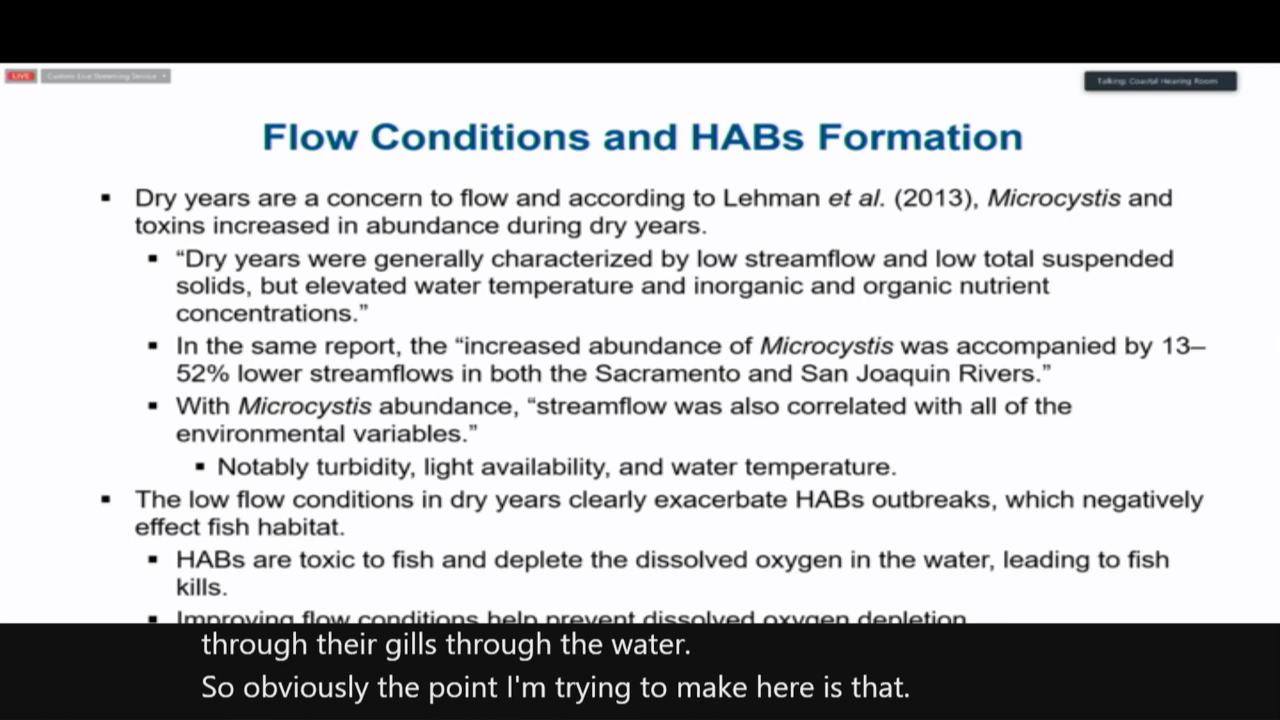 LIVE Custom Live Streaming Service
Talking: Coastal Hearing Room
Flow Conditions and HABs Formation
▪ Dry years are a concern to flow and according to Lehman et al. (2013), Microcystis and
toxins increased in abundance during dry years.
▪ “Dry years were generally characterized by low streamflow and low total suspended
solids, but elevated water temperature and inorganic and organic nutrient
concentrations.”
▪ In the same report, the “increased abundance of Microcystis was accompanied by 13–
52% lower streamflows in both the Sacramento and San Joaquin Rivers.”
▪ With Microcystis abundance, “streamflow was also correlated with all of the
environmental variables.”
▪ Notably turbidity, light availability, and water temperature.
▪ The low flow conditions in dry years clearly exacerbate HABs outbreaks, which negatively
effect fish habitat.
▪ HABs are toxic to fish and deplete the dissolved oxygen in the water, leading to fish
kills.
▪ Improving flow conditions help prevent dissolved oxygen depletion
through their gills through the water.
So obviously the point I'm trying to make here is that.